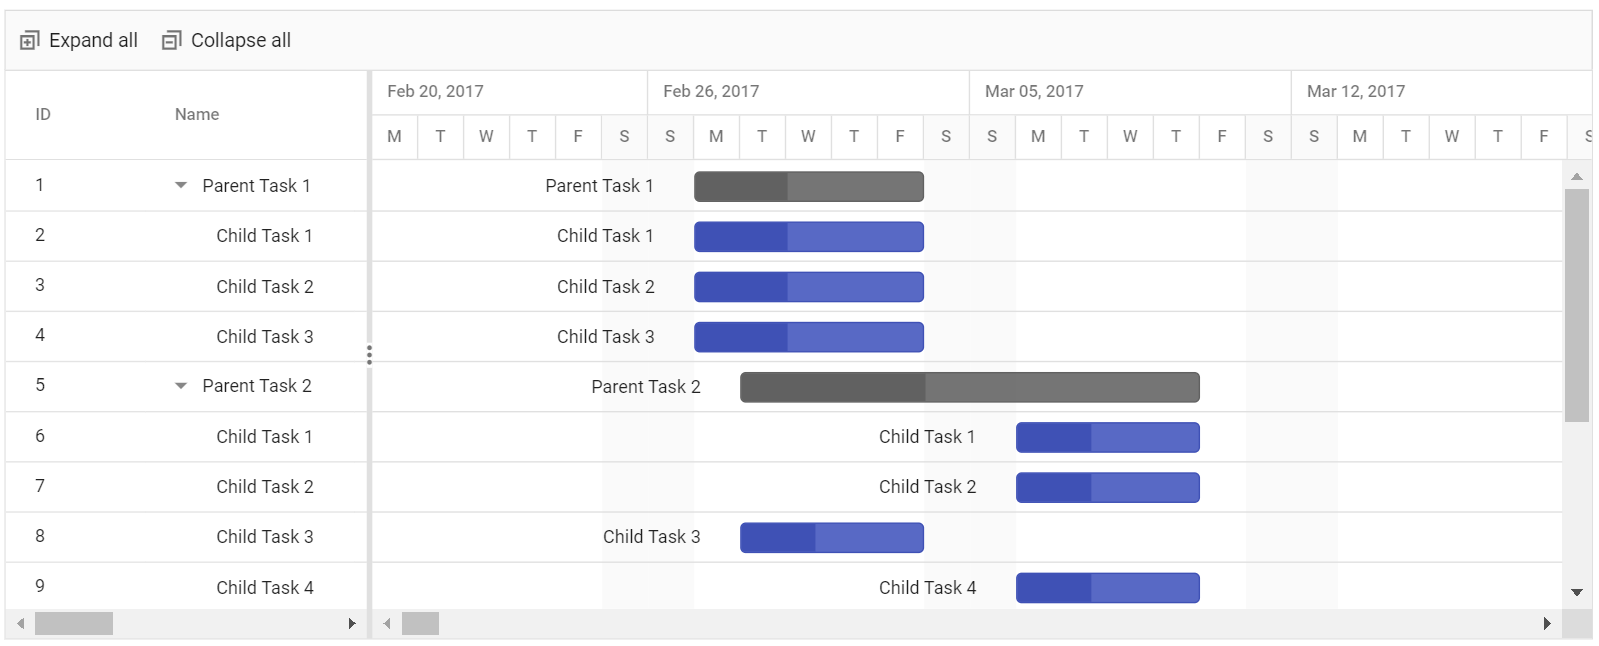 Expand all Collapse all
ID Name Feb 20, 2017 Feb 26, 2017 Mar 05, 2017 Mar 12, 2017
M T W T F S S M T W T F S S M T W T F S S M T W T F S
1 Parent Task 1 Parent Task 1
2 Child Task 1 Child Task 1
3 Child Task 2 Child Task 2
4 Child Task 3 Child Task 3
5 Parent Task 2 Parent Task 2
6 Child Task 1 Child Task 1
7 Child Task 2 Child Task 2
8 Child Task 3 Child Task 3
9 Child Task 4 Child Task 4